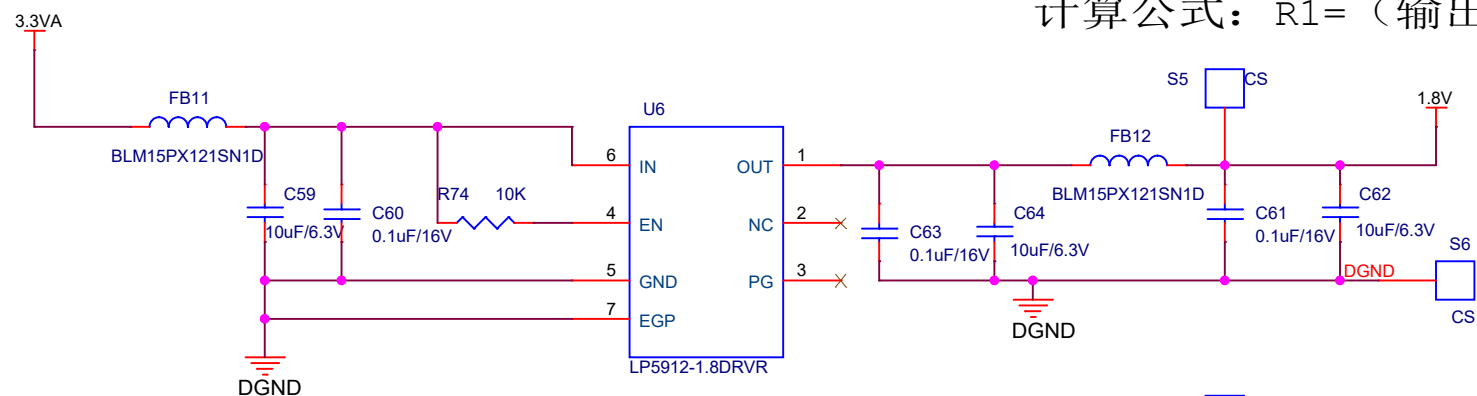 计算公式：R1=（输出
3.3VA
FB11
BLM15PX121SN1D
C59
10uF/6.3V
C60
0.1uF/16V
R74 10K
U6
6 IN
4 EN
5 GND
7 EGP
OUT 1
NC 2
PG 3
LP5912-1.8DRVR
DGND
C63
0.1uF/16V
C64
10uF/6.3V
DGND
FB12
BLM15PX121SN1D
S5 CS
1.8V
C61
0.1uF/16V
C62
10uF/6.3V
DGND
S6
CS